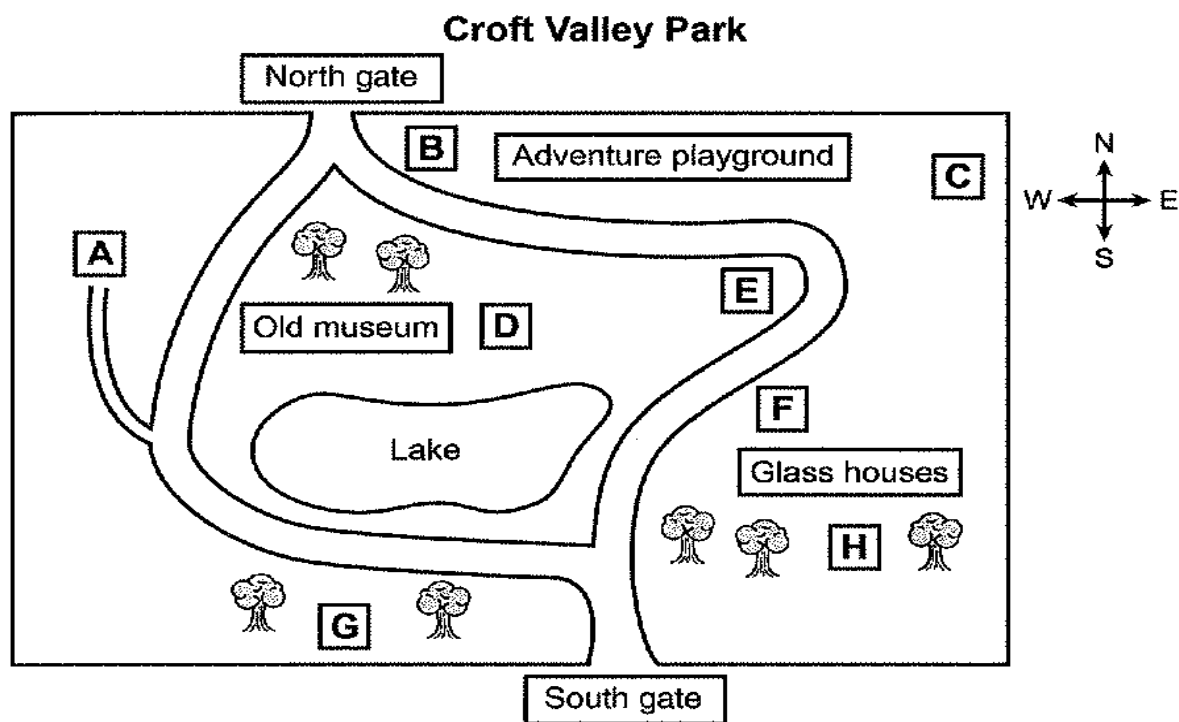 Croft Valley Park
North gate
B
Adventure playground
C
N
W
E
S
A
E
Old museum
D
F
Lake
Glass houses
H
G
South gate